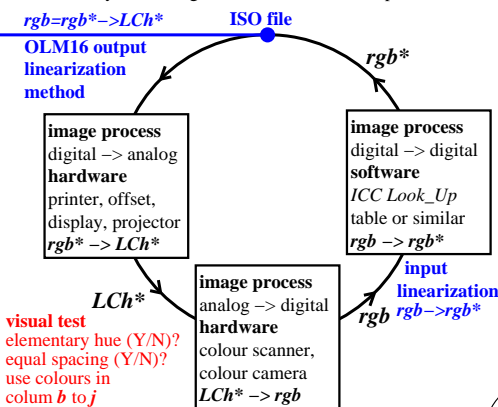 rgb=rgb*->LCh*
ISO file
OLM16 output
linearization
method
rgb*
image process
digital −> analog
hardware
printer, offset,
display, projector
rgb* −> LCh*
image process
digital −> digital
software
ICC Look_Up
table or similar
rgb −> rgb*
LCh*
image process
analog −> digital
hardware
colour scanner,
colour camera
LCh* −> rgb
rgb
input
linearization
rgb−>rgb*
visual test
elementary hue (Y/N)?
equal spacing (Y/N)?
use colours in
colum b to j